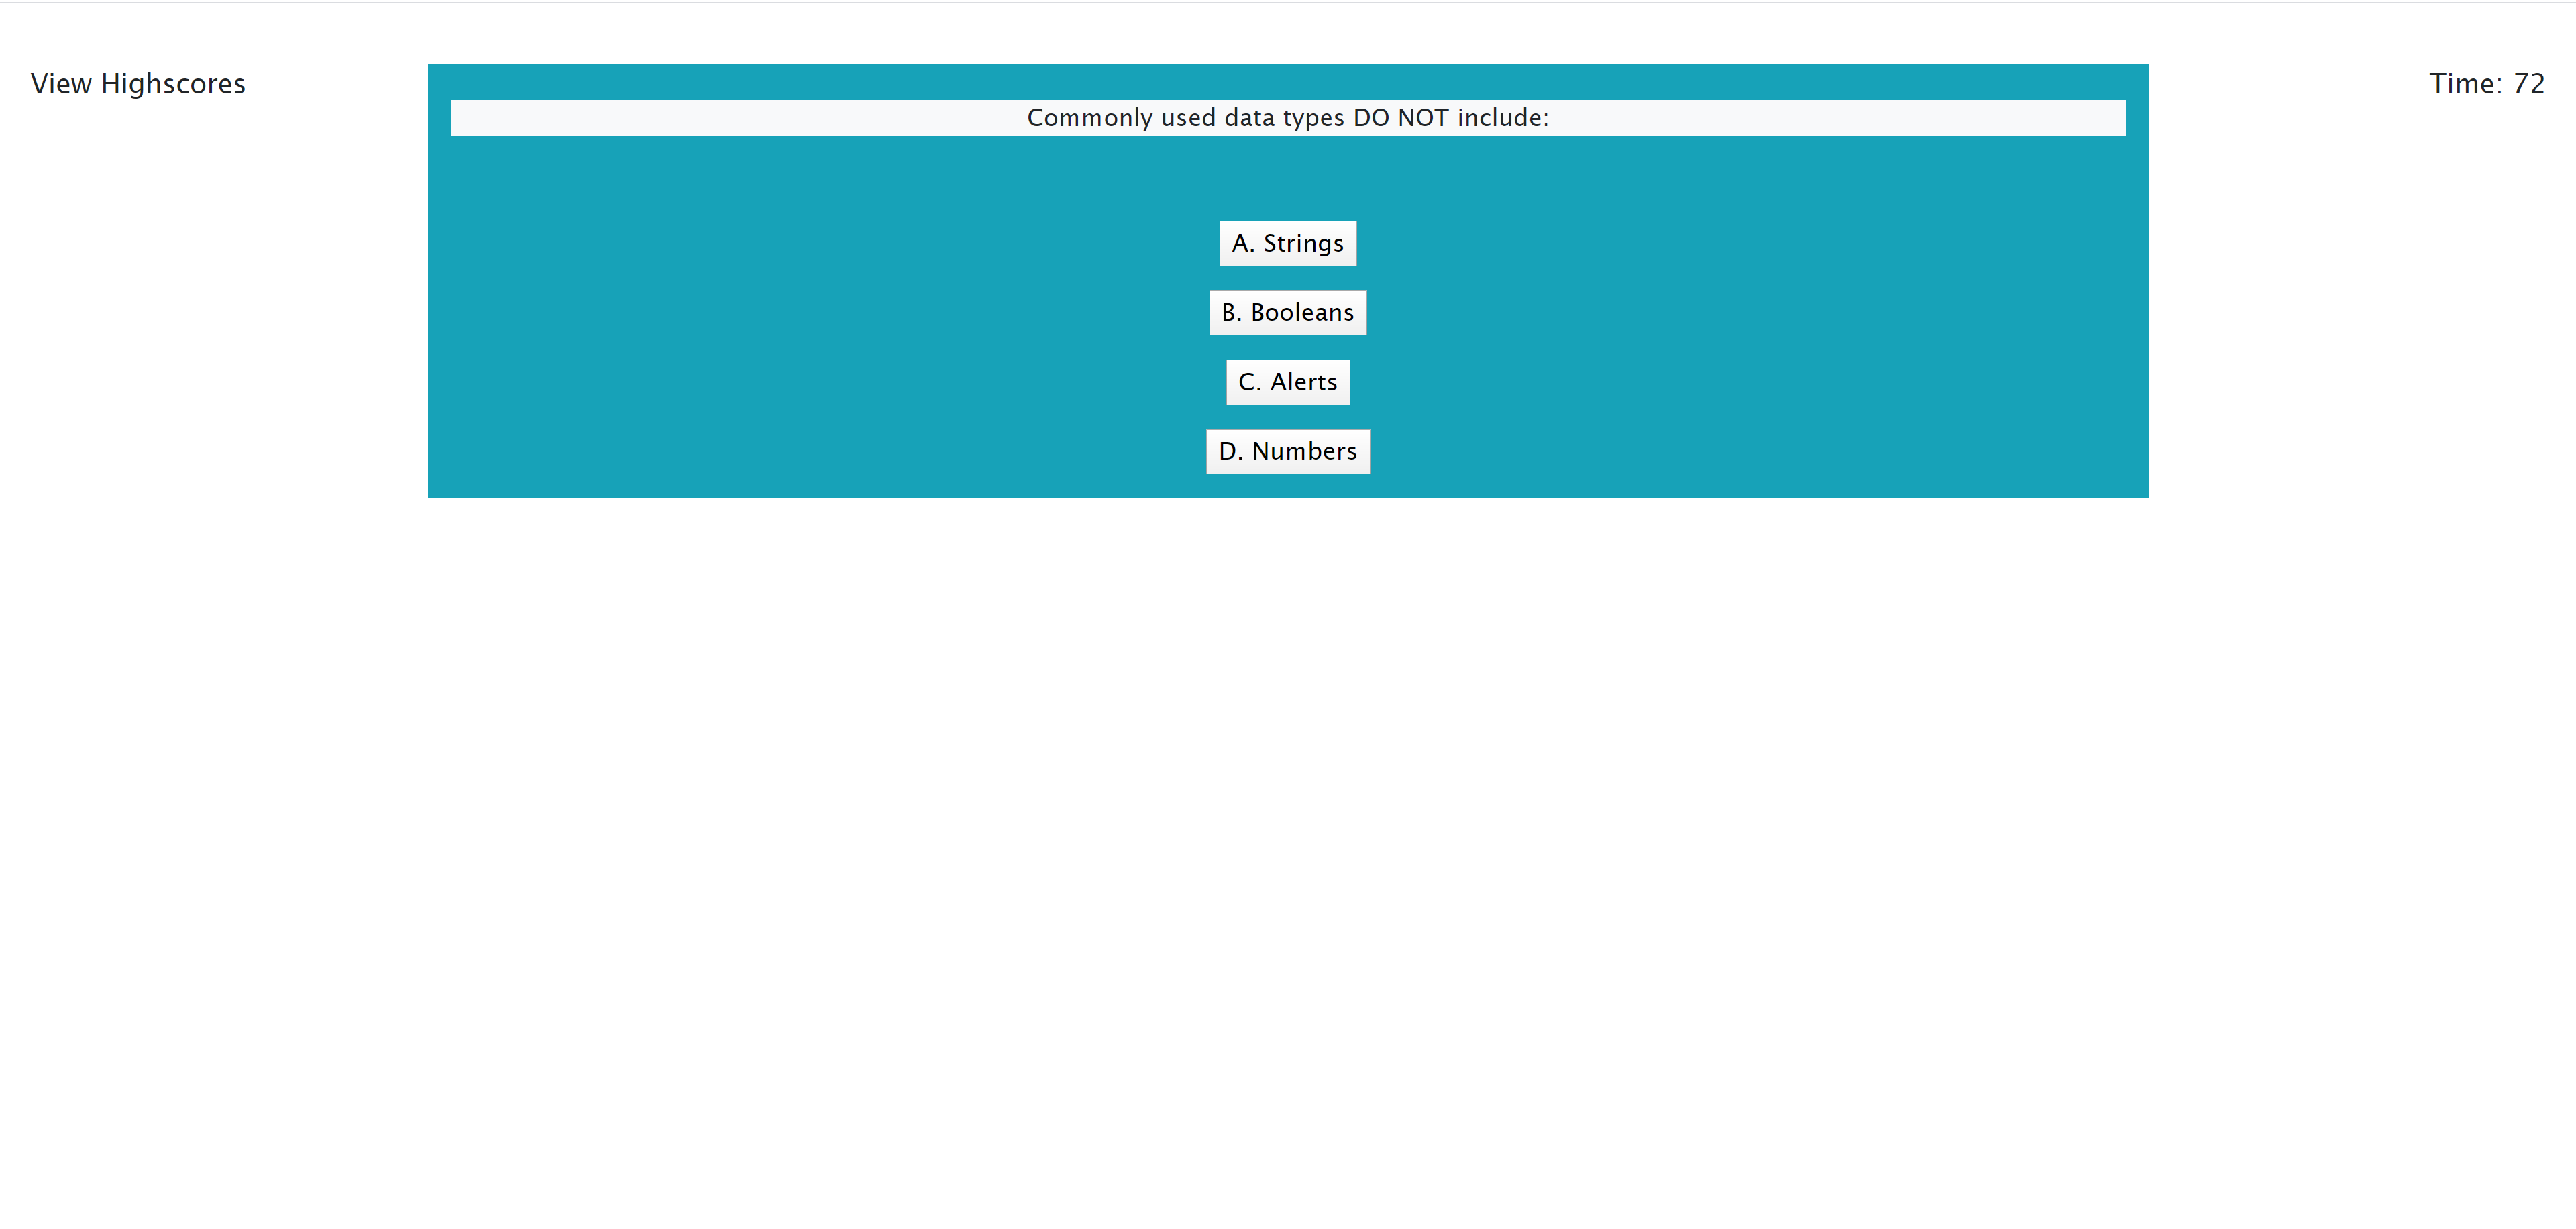 View Highscores
Time: 72
Commonly used data types DO NOT include:
A. Strings
B. Booleans
C. Alerts
D. Numbers